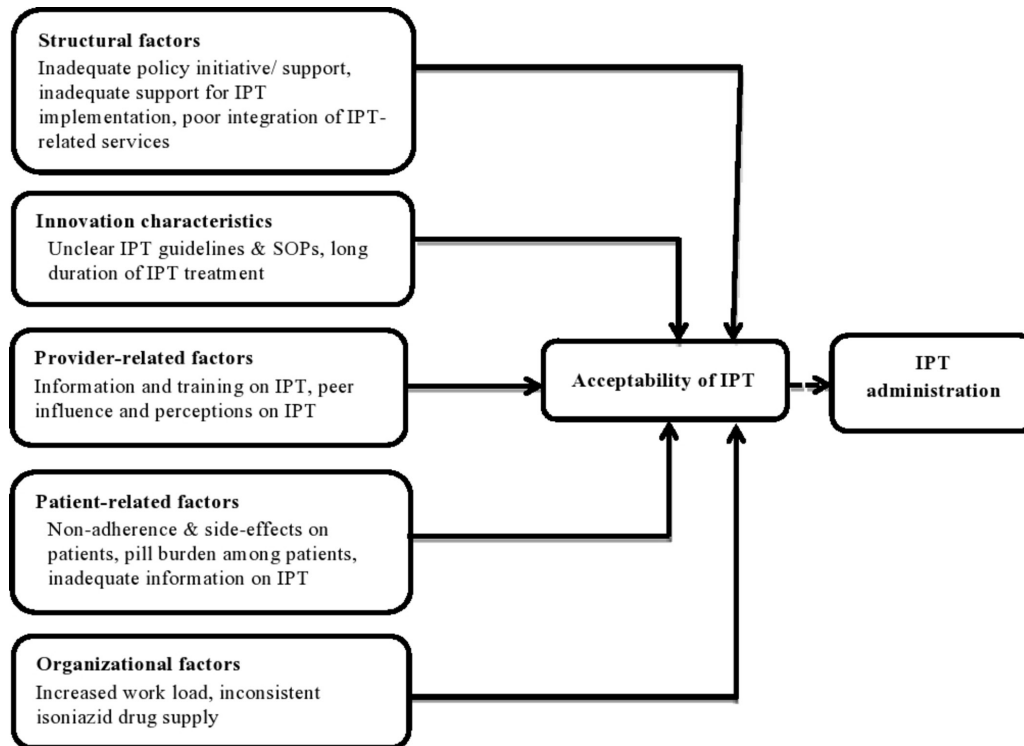 Structural factors
Inadequate policy initiative/ support,
inadequate support for IPT
implementation, poor integration of IPT-
related services
Innovation characteristics
Unclear IPT guidelines & SOPs, long
duration of IPT treatment
Provider-related factors
Information and training on IPT, peer
influence and perceptions on IPT
Patient-related factors
Non-adherence & side-effects on
patients, pill burden among patients,
inadequate information on IPT
Organizational factors
Increased work load, inconsistent
isoniazid drug supply
Acceptability of IPT
IPT
administration